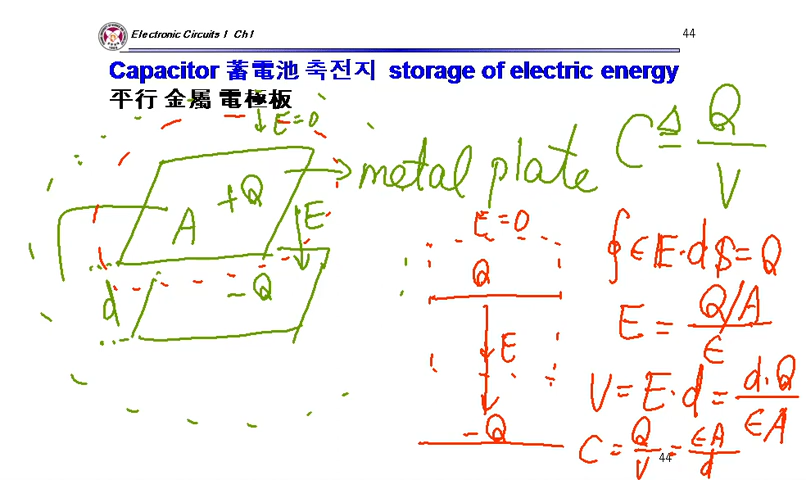 Electronic Circuits 1 Ch1
44
Capacitor 蓄電池 축전지 storage of electric energy
平行 金屬 電極板
E=0
C ≜ Q/V
metal plate
+Q
A
E
-Q
d
E=0
Q
E
-Q
∮ϵE·dS=Q
E = Q/A / ϵ
V = E·d = d·Q / ϵA
C = Q/V = ϵA/d
44